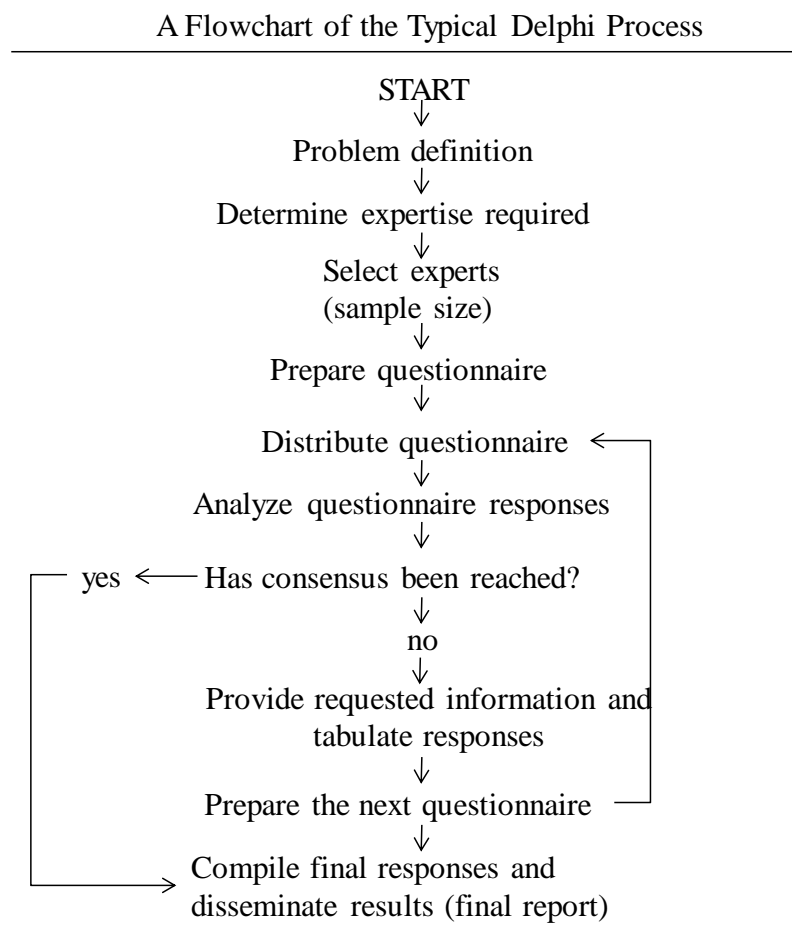 A Flowchart of the Typical Delphi Process
START
Problem definition
Determine expertise required
Select experts
(sample size)
Prepare questionnaire
Distribute questionnaire
Analyze questionnaire responses
yes
Has consensus been reached?
no
Provide requested information and
tabulate responses
Prepare the next questionnaire
Compile final responses and
disseminate results (final report)